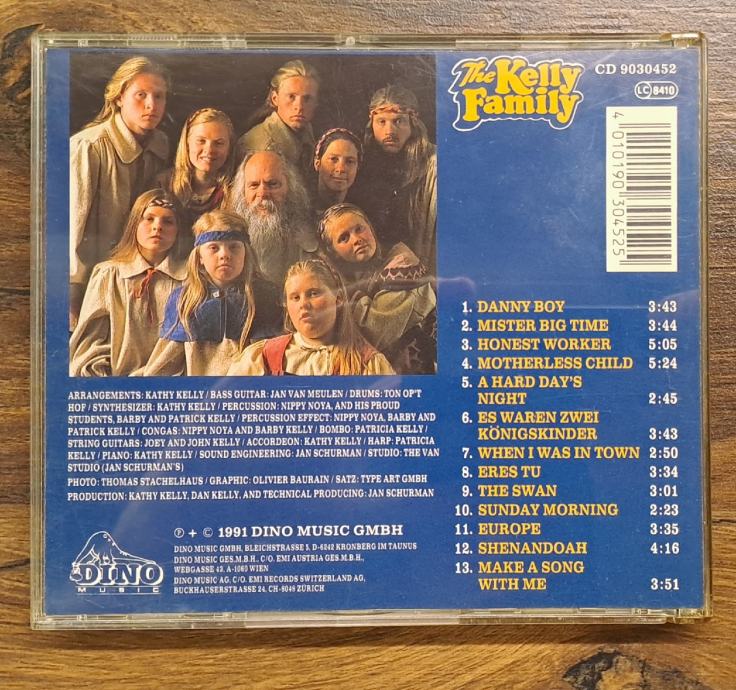 The Kelly Family
CD 9030452
LC 8410
4 010190 304525
1. DANNY BOY 3:43
2. MISTER BIG TIME 3:44
3. HONEST WORKER 5:05
4. MOTHERLESS CHILD 5:24
5. A HARD DAY'S
NIGHT 2:45
6. ES WAREN ZWEI
KÖNIGSKINDER 3:43
7. WHEN I WAS IN TOWN 2:50
8. ERES TU 3:34
9. THE SWAN 3:01
10. SUNDAY MORNING 2:23
11. EUROPE 3:35
12. SHENANDOAH 4:16
13. MAKE A SONG
WITH ME 3:51
ARRANGEMENTS: KATHY KELLY / BASS GUITAR: JAN VAN MEULEN / DRUMS: TON OP'T
HOF / SYNTHESIZER: KATHY KELLY / PERCUSSION: NIPPY NOYA, AND HIS PROUD
STUDENTS, BARBY AND PATRICK KELLY / PERCUSSION EFFECT: NIPPY NOYA, BARBY AND
PATRICK KELLY / CONGAS: NIPPY NOYA AND BARBY KELLY / BOMBO: PATRICIA KELLY /
STRING GUITARS: JOEY AND JOHN KELLY / ACCORDEON: KATHY KELLY / HARP: PATRICIA
KELLY / PIANO: KATHY KELLY / SOUND ENGINEERING: JAN SCHURMAN / STUDIO: THE VAN
STUDIO (JAN SCHURMAN'S)
PHOTO: THOMAS STACHELHAUS / GRAPHIC: OLIVIER BAURAIN / SATZ: TYPE ART GMBH
PRODUCTION: KATHY KELLY, DAN KELLY, AND TECHNICAL PRODUCING: JAN SCHURMAN
℗ + © 1991 DINO MUSIC GMBH
DINO MUSIC GMBH, BLEICHSTRASSE 5, D-6242 KRONBERG IM TAUNUS
DINO MUSIC GES.M.B.H., C/O. EMI AUSTRIA GES.M.B.H.,
WEBGASSE 43, A-1060 WIEN
DINO MUSIC AG, C/O. EMI RECORDS SWITZERLAND AG,
BUCKHAUSERSTRASSE 24, CH-8048 ZÜRICH
DINO
MUSIC